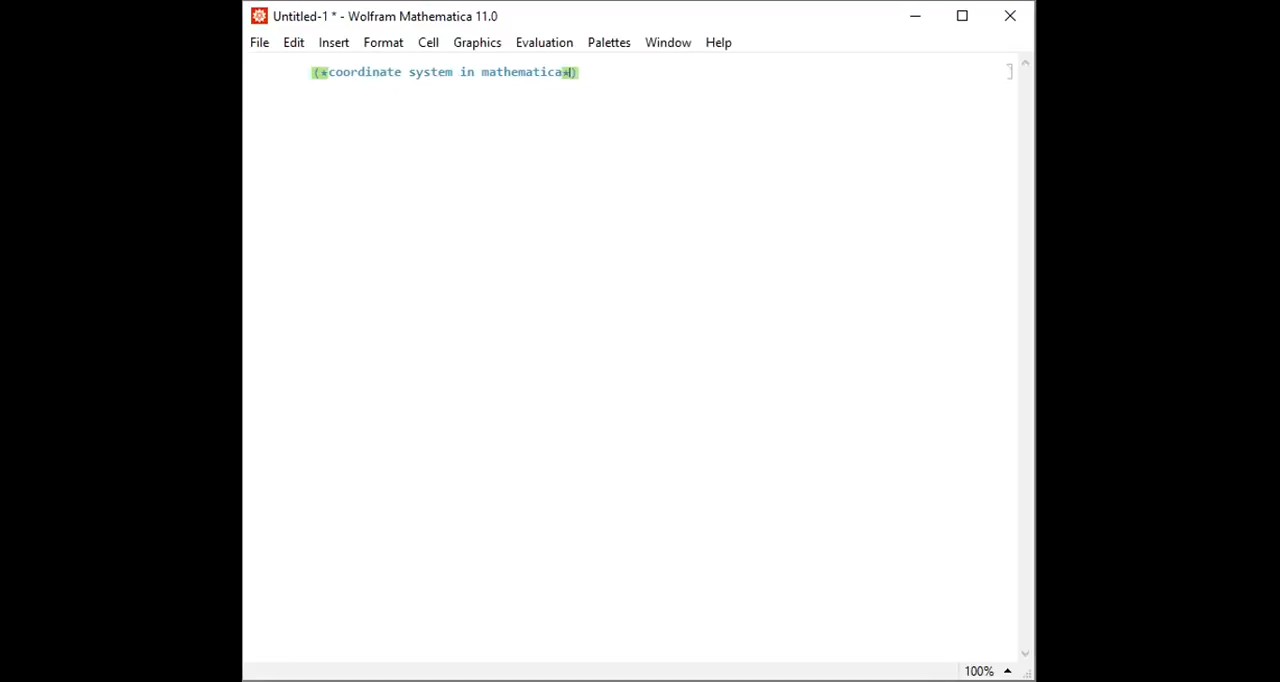 Untitled-1 * - Wolfram Mathematica 11.0
File Edit Insert Format Cell Graphics Evaluation Palettes Window Help
(*coordinate system in mathematica*)
100%